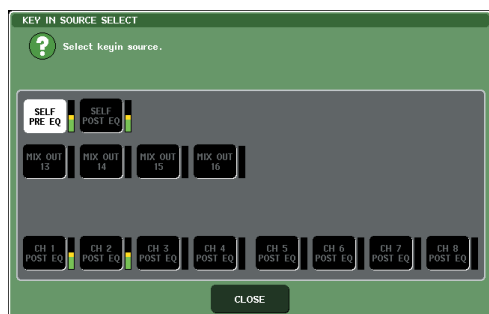 KEY IN SOURCE SELECT
?
Select keyin source.
SELF
PRE EQ
SELF
POST EQ
MIX OUT
13
MIX OUT
14
MIX OUT
15
MIX OUT
16
CH 1
POST EQ
CH 2
POST EQ
CH 3
POST EQ
CH 4
POST EQ
CH 5
POST EQ
CH 6
POST EQ
CH 7
POST EQ
CH 8
POST EQ
CLOSE